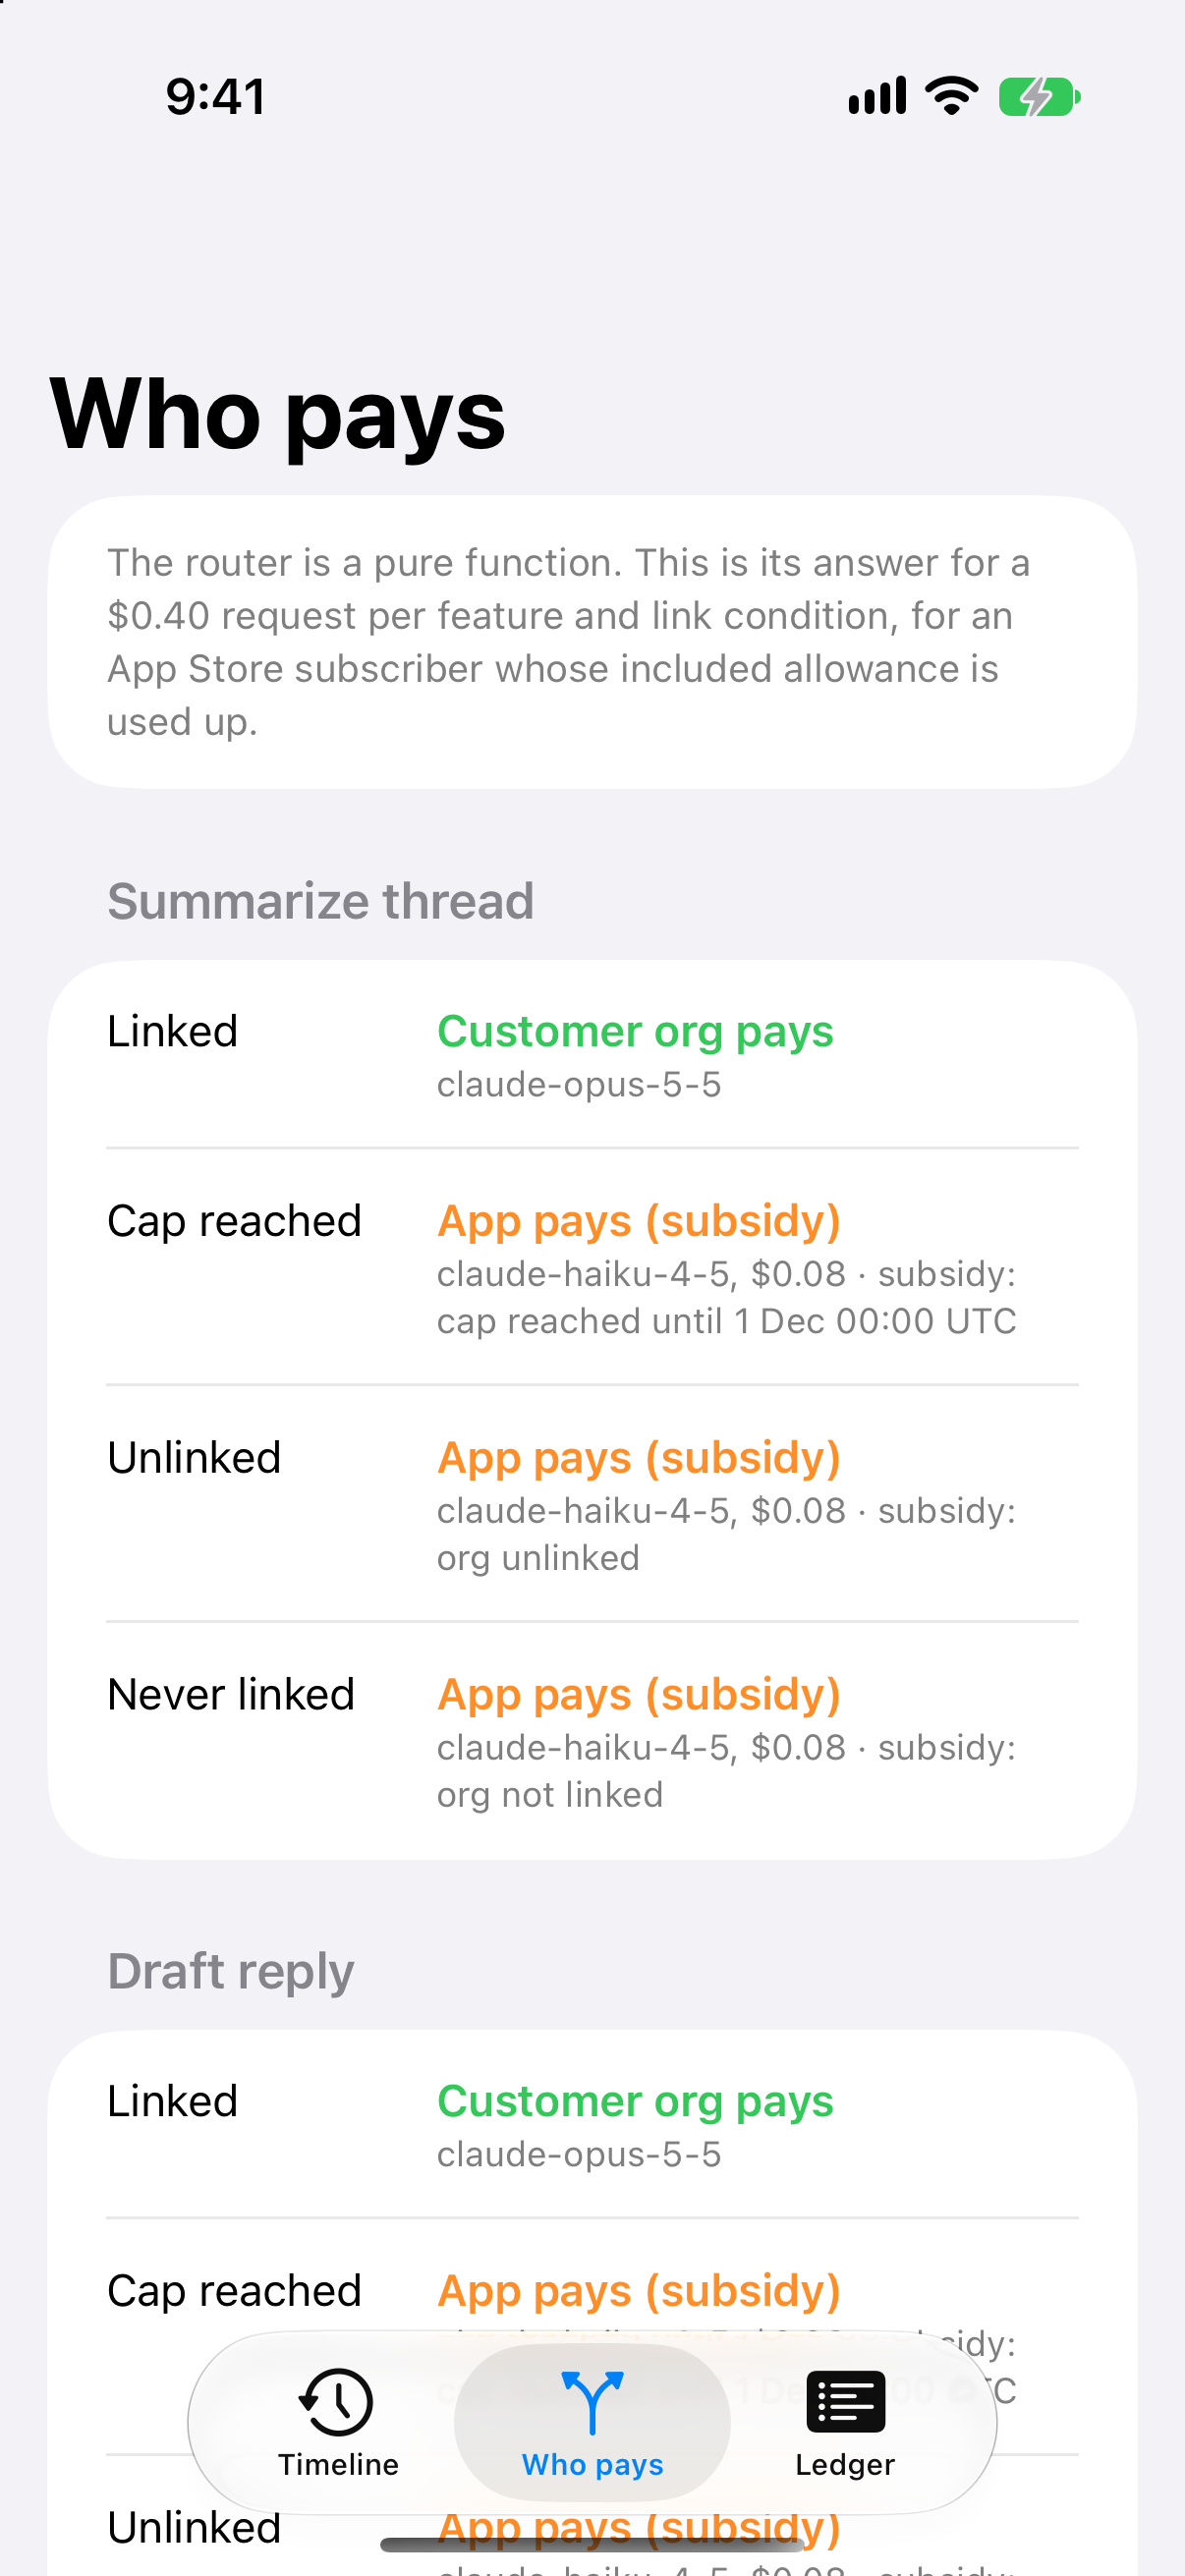 9:41
Who pays
The router is a pure function. This is its answer for a
$0.40 request per feature and link condition, for an
App Store subscriber whose included allowance is
used up.
Summarize thread
Linked
Customer org pays
claude-opus-5-5
Cap reached
App pays (subsidy)
claude-haiku-4-5, $0.08 · subsidy:
cap reached until 1 Dec 00:00 UTC
Unlinked
App pays (subsidy)
claude-haiku-4-5, $0.08 · subsidy:
org unlinked
Never linked
App pays (subsidy)
claude-haiku-4-5, $0.08 · subsidy:
org not linked
Draft reply
Linked
Customer org pays
claude-opus-5-5
Cap reached
App pays (subsidy)
Timeline
Who pays
Ledger
Unlinked
App pays (subsidy)